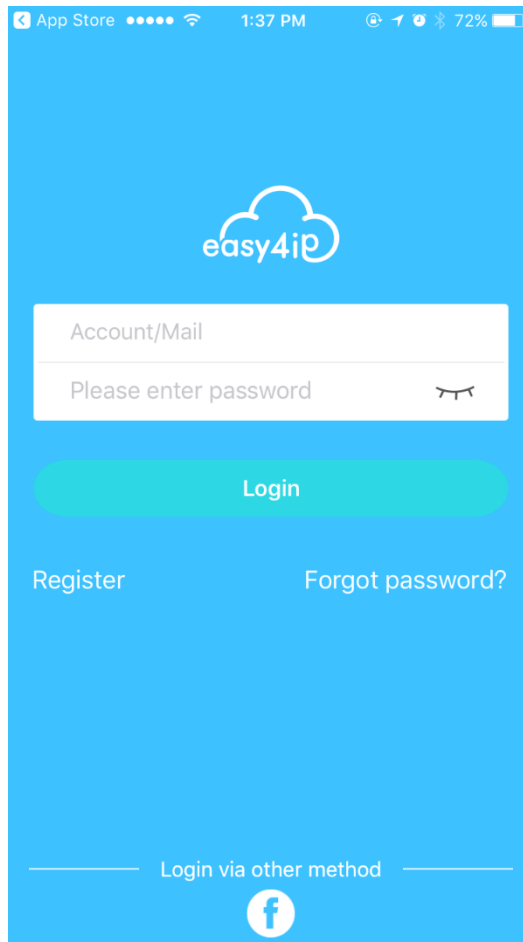 App Store 1:37 PM 72%
easy4ip
Account/Mail
Please enter password
Login
Register Forgot password?
Login via other method
f